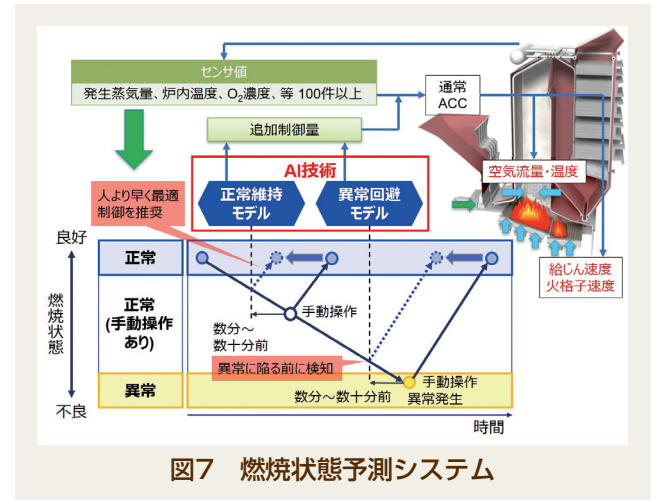 センサ値
発生蒸気量、炉内温度、O₂濃度、等 100件以上
通常
ACC
追加制御量
AI技術
空気流量・温度
人より早く最適
制御を推奨
正常維持
モデル
異常回避
モデル
良好
正常
給じん速度
火格子速度
燃焼状態
正常
(手動操作
あり)
手動操作
数分～
数十分前
異常に陥る前に検知
異常
手動操作
数分～数十分前
異常発生
不良
時間
図7 燃焼状態予測システム